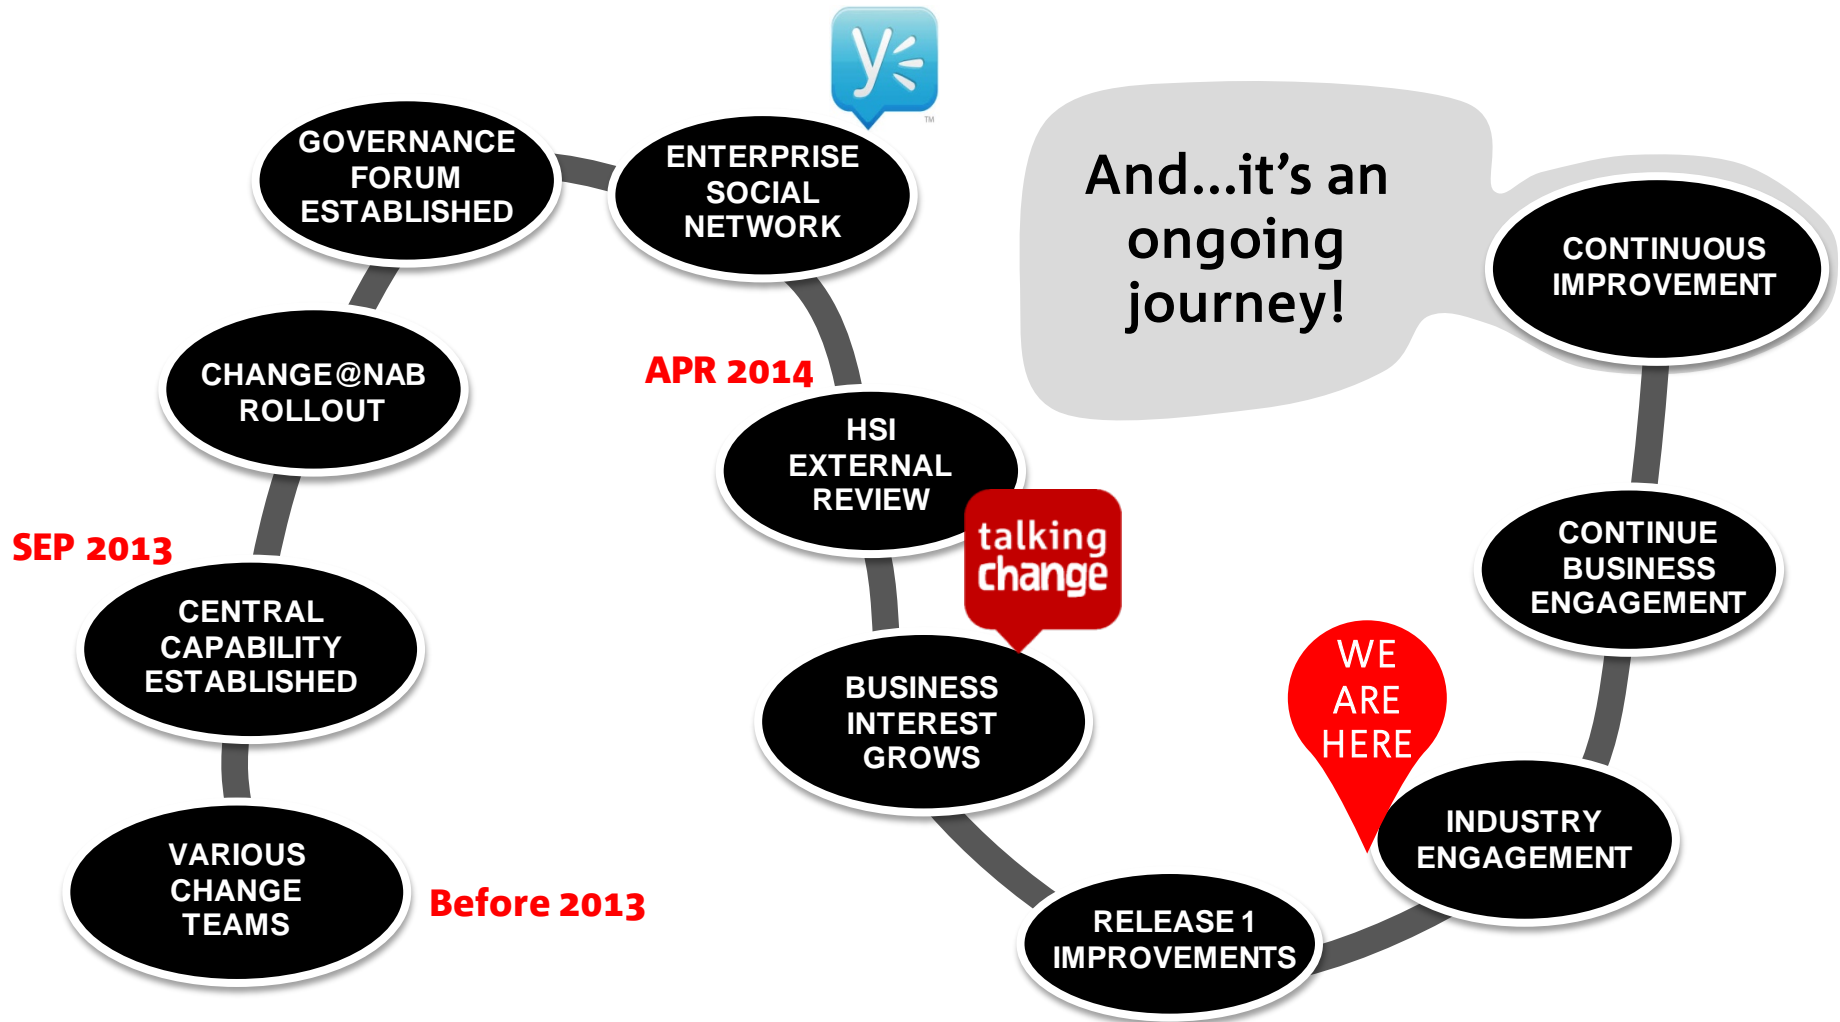 GOVERNANCE
FORUM
ESTABLISHED
y
TM
ENTERPRISE
SOCIAL
NETWORK
And...it's an
ongoing
journey!
CONTINUOUS
IMPROVEMENT
CHANGE@NAB
ROLLOUT
APR 2014
HSI
EXTERNAL
REVIEW
talking
change
SEP 2013
CENTRAL
CAPABILITY
ESTABLISHED
CONTINUE
BUSINESS
ENGAGEMENT
BUSINESS
INTEREST
GROWS
WE
ARE
HERE
INDUSTRY
ENGAGEMENT
VARIOUS
CHANGE
TEAMS
Before 2013
RELEASE 1
IMPROVEMENTS